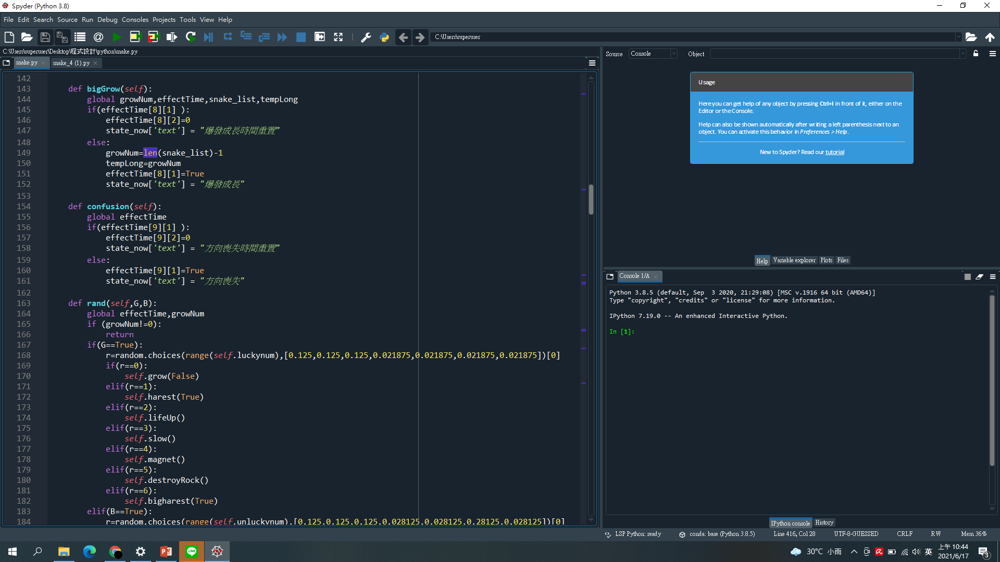 Spyder (Python 3.8)
File Edit Search Source Run Debug Consoles Projects Tools View Help
C:\Users\superuser
C:\Users\superuser\Desktop\程式設計\python\snake.py
snake.py
snake_4 (1).py
142
143 def bigGrow(self):
144 global growNum,effectTime,snake_list,tempLong
145 if(effectTime[8][1] ):
146 effectTime[8][2]=0
147 state_now['text'] = "爆發成長時間重置"
148 else:
149 growNum=len(snake_list)-1
150 tempLong=growNum
151 effectTime[8][1]=True
152 state_now['text'] = "爆發成長"
153
154 def confusion(self):
155 global effectTime
156 if(effectTime[9][1] ):
157 effectTime[9][2]=0
158 state_now['text'] = "方向喪失時間重置"
159 else:
160 effectTime[9][1]=True
161 state_now['text'] = "方向喪失"
162
163 def rand(self,G,B):
164 global effectTime,growNum
165 if (growNum!=0):
166 return
167 if(G==True):
168 r=random.choices(range(self.luckynum),[0.125,0.125,0.125,0.021875,0.021875,0.021875,0.021875])[0]
169 if(r==0):
170 self.grow(False)
171 elif(r==1):
172 self.harest(True)
173 elif(r==2):
174 self.lifeUp()
175 elif(r==3):
176 self.slow()
177 elif(r==4):
178 self.magnet()
179 elif(r==5):
180 self.destroyRock()
181 elif(r==6):
182 self.bigharest(True)
183 elif(B==True):
184 r=random.choices(range(self.unluckynum),[0.125,0.125,0.125,0.028125,0.028125,0.28125,0.028125])[0]
Source Console Object
Usage
Here you can get help of any object by pressing Ctrl+I in front of it, either on the
Editor or the Console.
Help can also be shown automatically after writing a left parenthesis next to an
object. You can activate this behavior in Preferences > Help.
New to Spyder? Read our tutorial
Help Variable explorer Plots Files
Console 1/A
Python 3.8.5 (default, Sep  3 2020, 21:29:08) [MSC v.1916 64 bit (AMD64)]
Type "copyright", "credits" or "license" for more information.
IPython 7.19.0 -- An enhanced Interactive Python.
In [1]:
IPython console History
LSP Python: ready conda: base (Python 3.8.5) Line 416, Col 28 UTF-8-GUESSED CRLF RW Mem 36%
LINE
30°C 小雨
英
上午 10:44
2021/6/17
3